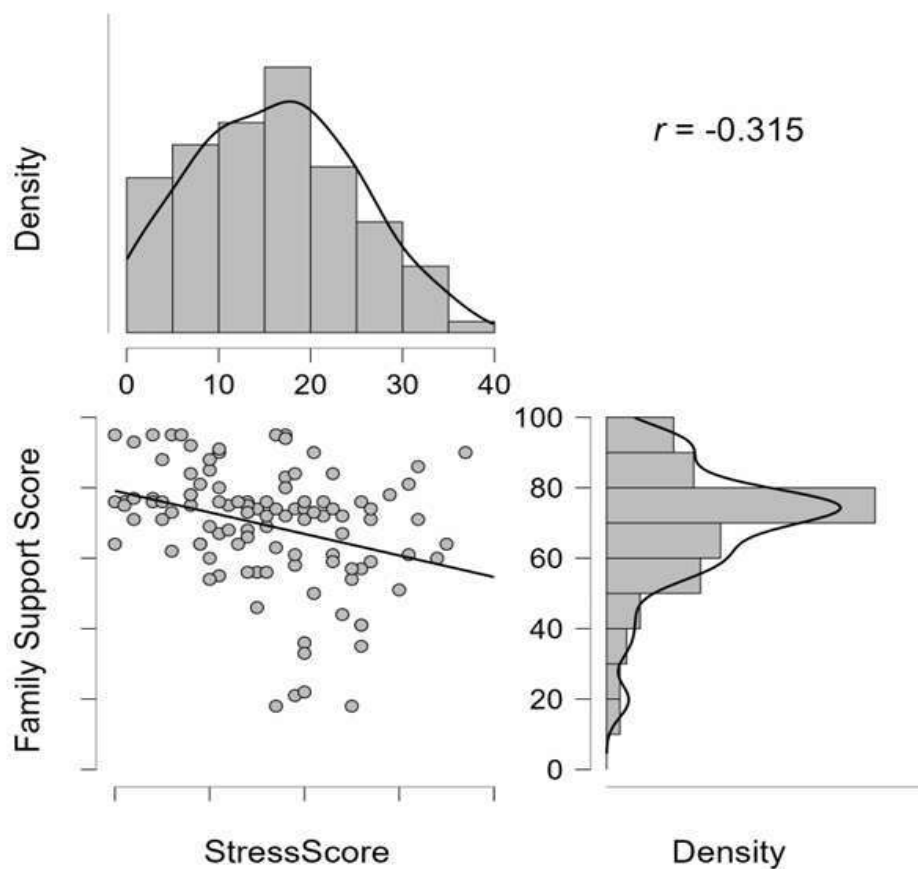 Density
r = -0.315
0 10 20 30 40
Family Support Score
100
80
60
40
20
0
StressScore
Density